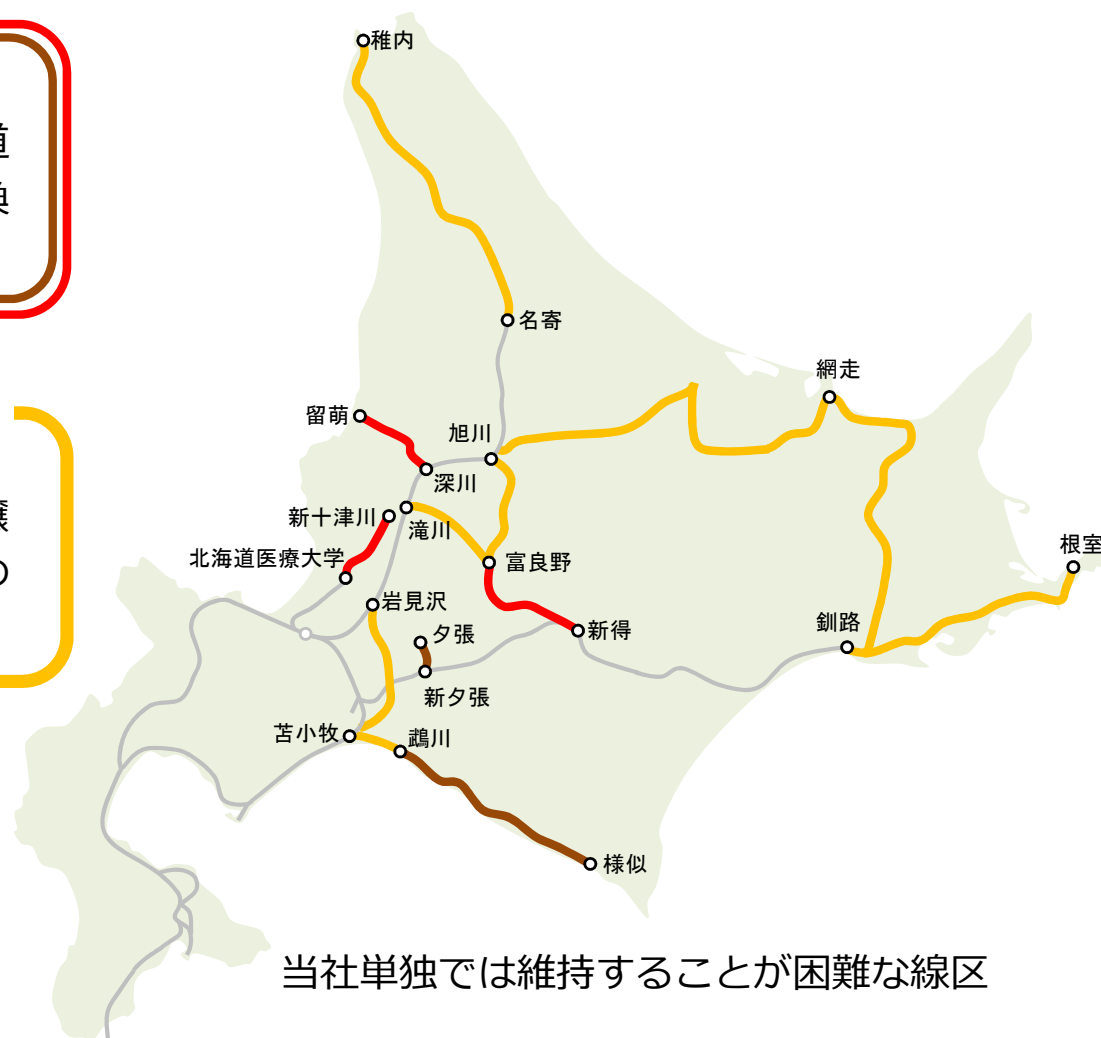 稚内
道
換
名寄
網走
留萌
旭川
深川
新十津川
滝川
北海道医療大学
富良野
根室
岩見沢
夕張
新得
釧路
新夕張
苫小牧
鵡川
様似
当社単独では維持することが困難な線区